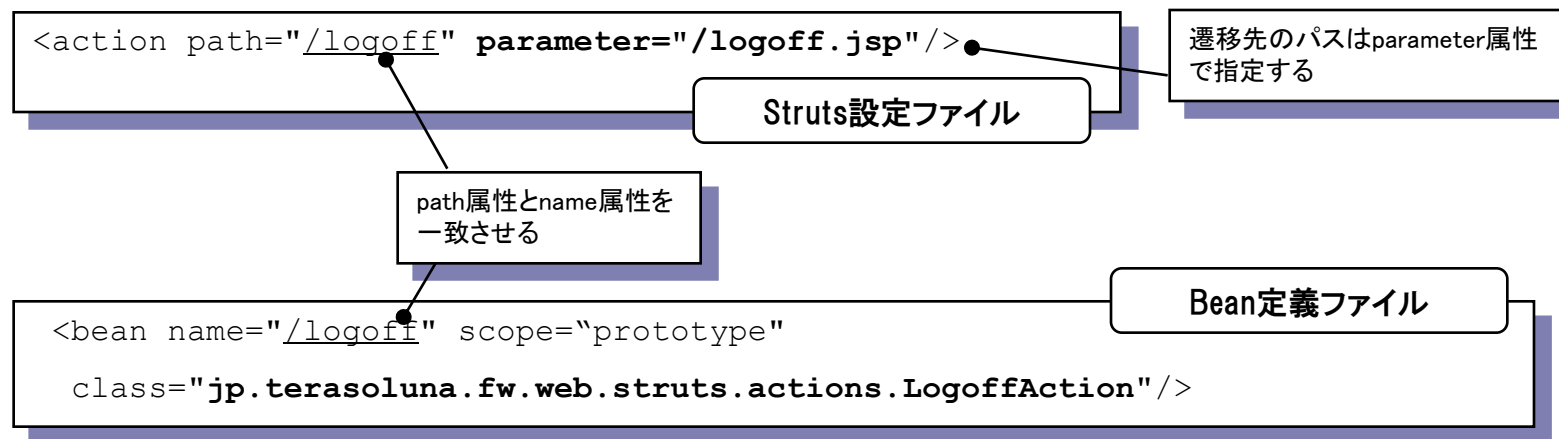 <action path="/logoff" parameter="/logoff.jsp"/>
遷移先のパスはparameter属性
で指定する
Struts設定ファイル
path属性とname属性を
一致させる
Bean定義ファイル
<bean name="/logoff" scope=“prototype"
class="jp.terasoluna.fw.web.struts.actions.LogoffAction"/>